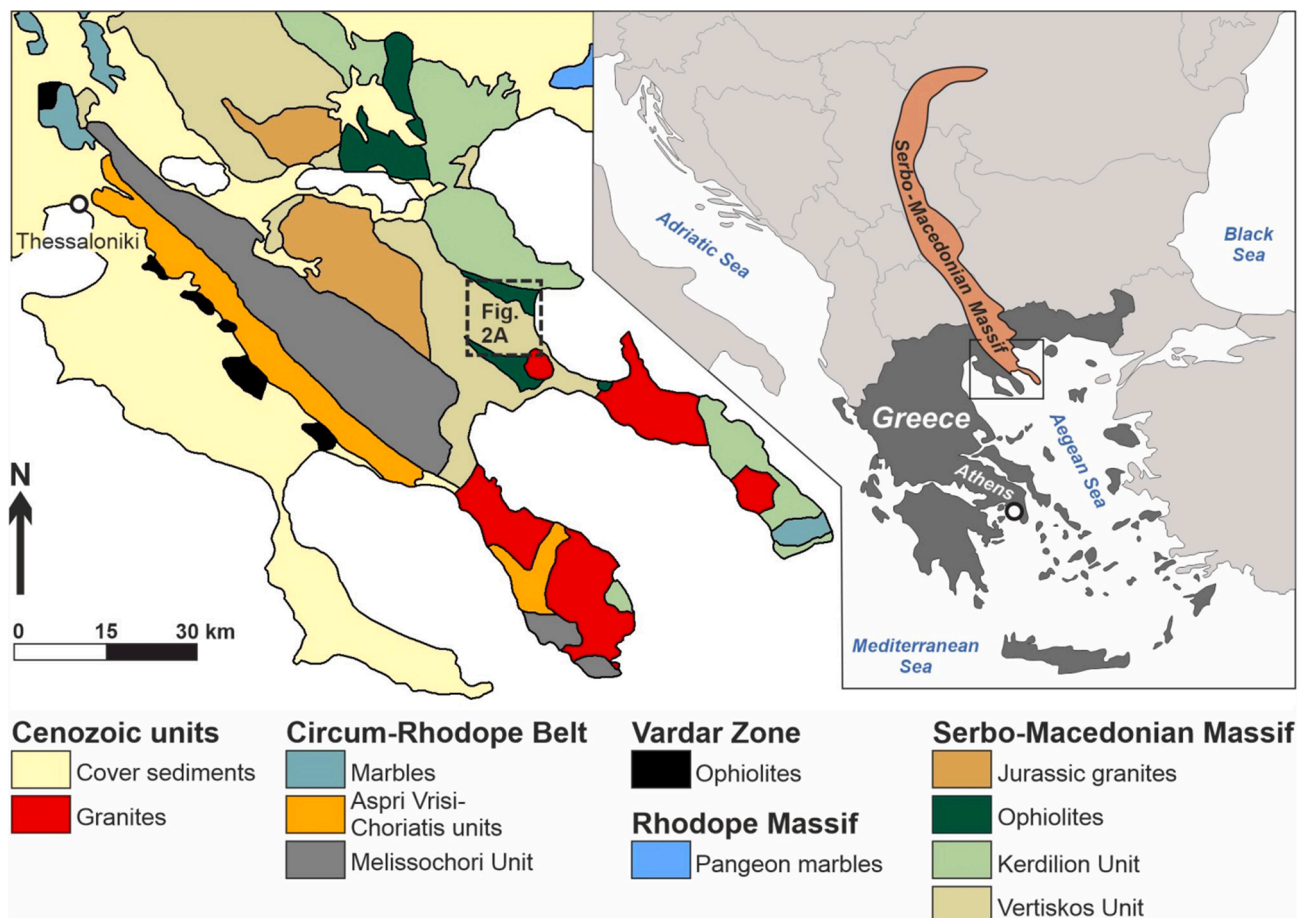 Thessaloniki
Fig.
2A
N
0 15 30 km
Adriatic Sea
Serbo-Macedonian Massif
Black
Sea
Greece
Athens
Aegean Sea
Mediterranean
Sea
Cenozoic units
Cover sediments
Granites
Circum-Rhodope Belt
Marbles
Aspri Vrisi-
Choriatis units
Melissochori Unit
Vardar Zone
Ophiolites
Rhodope Massif
Pangeon marbles
Serbo-Macedonian Massif
Jurassic granites
Ophiolites
Kerdilion Unit
Vertiskos Unit